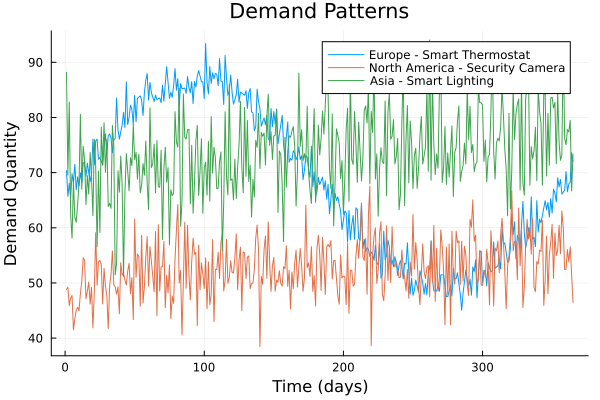 Demand Patterns
Europe - Smart Thermostat
North America - Security Camera
Asia - Smart Lighting
Demand Quantity
90
80
70
60
50
40
0
100
200
300
Time (days)